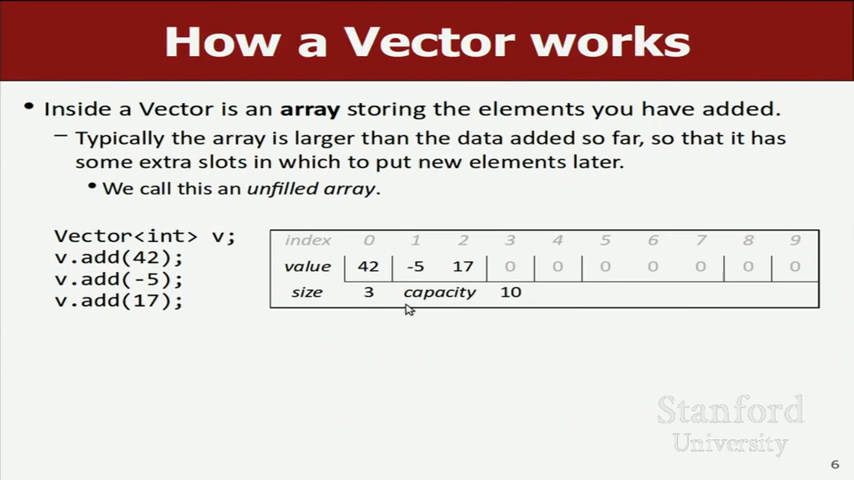 How a Vector works
• Inside a Vector is an array storing the elements you have added.
– Typically the array is larger than the data added so far, so that it has
some extra slots in which to put new elements later.
• We call this an unfilled array.
Vector<int> v;
v.add(42);
v.add(-5);
v.add(17);
index 0 1 2 3 4 5 6 7 8 9
value 42 -5 17 0 0 0 0 0 0 0
size 3 capacity 10
Stanford
University
6